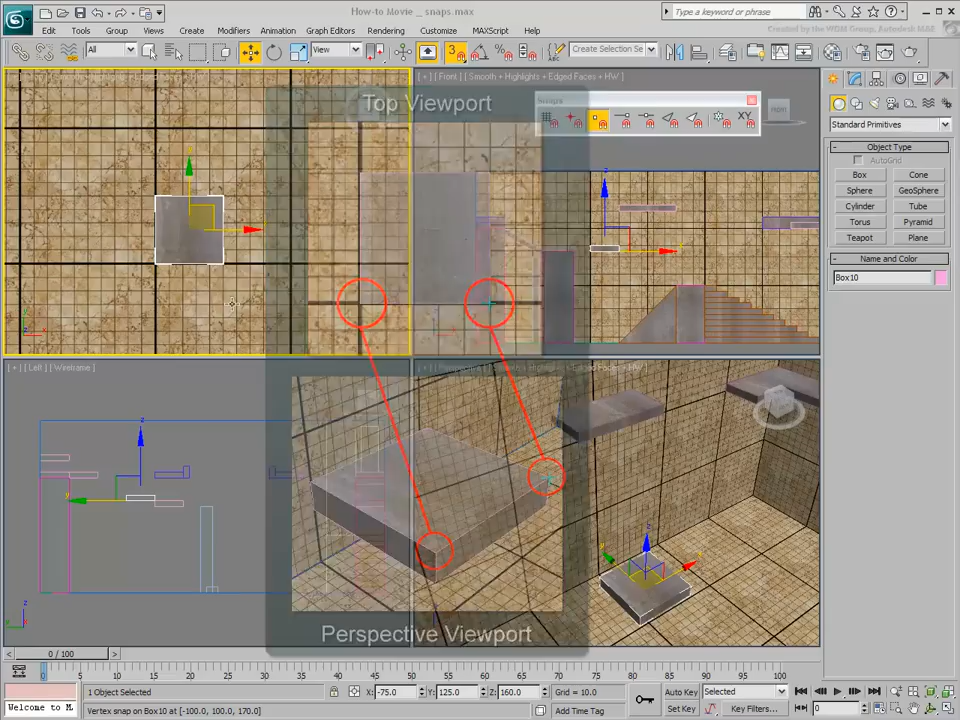 How-to Movie _ snaps.max
Type a keyword or phrase
Created by the WDM Group, Autodesk M&E
Edit Tools Group Views Create Modifiers Animation Graph Editors Rendering Customize MAXScript Help
All
View
3
Create Selection Se
[ + ] [ Front ] [ Smooth + Highlights + Edged Faces + HW ]
Top Viewport
FRONT
XY
Standard Primitives
Object Type
AutoGrid
Box Cone
Sphere GeoSphere
Cylinder Tube
Torus Pyramid
Teapot Plane
Name and Color
Box10
[ + ] [ Left ] [ Wireframe ]
Perspective Viewport
0 / 100
0 5 10 15 20 25 30 35 40 45 50 55 60 65 70 75 80 85 90 95 100
1 Object Selected
X: -75.0 Y: 125.0 Z: 160.0 Grid = 10.0
Auto Key Selected
Welcome to M
Vertex snap on Box10 at [-100.0, 100.0, 170.0]
Add Time Tag
Set Key Key Filters... 0